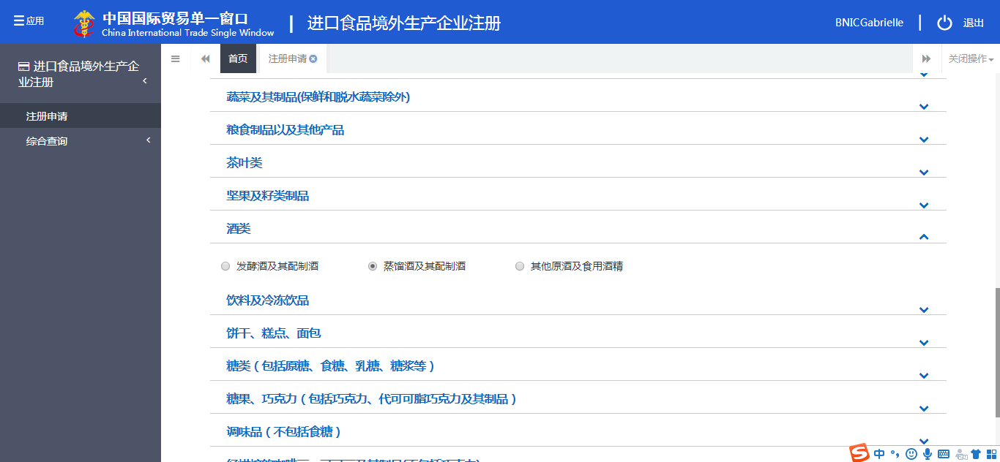 应用
中国国际贸易单一窗口
China International Trade Single Window
进口食品境外生产企业注册
BNICGabrielle
退出
进口食品境外生产企
业注册
首页
注册申请
关闭操作
注册申请
综合查询
蔬菜及其制品(保鲜和脱水蔬菜除外)
粮食制品以及其他产品
茶叶类
坚果及籽类制品
酒类
发酵酒及其配制酒
蒸馏酒及其配制酒
其他原酒及食用酒精
饮料及冷冻饮品
饼干、糕点、面包
糖类（包括原糖、食糖、乳糖、糖浆等）
糖果、巧克力（包括巧克力、代可可脂巧克力及其制品）
调味品（不包括食糖）
中